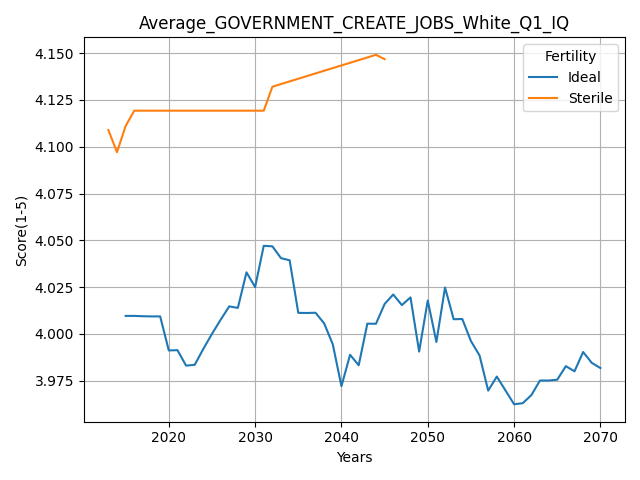 Average_GOVERNMENT_CREATE_JOBS_White_Q1_IQ
Fertility
Ideal
Sterile
Score(1-5)
4.150
4.125
4.100
4.075
4.050
4.025
4.000
3.975
2020 2030 2040 2050 2060 2070
Years